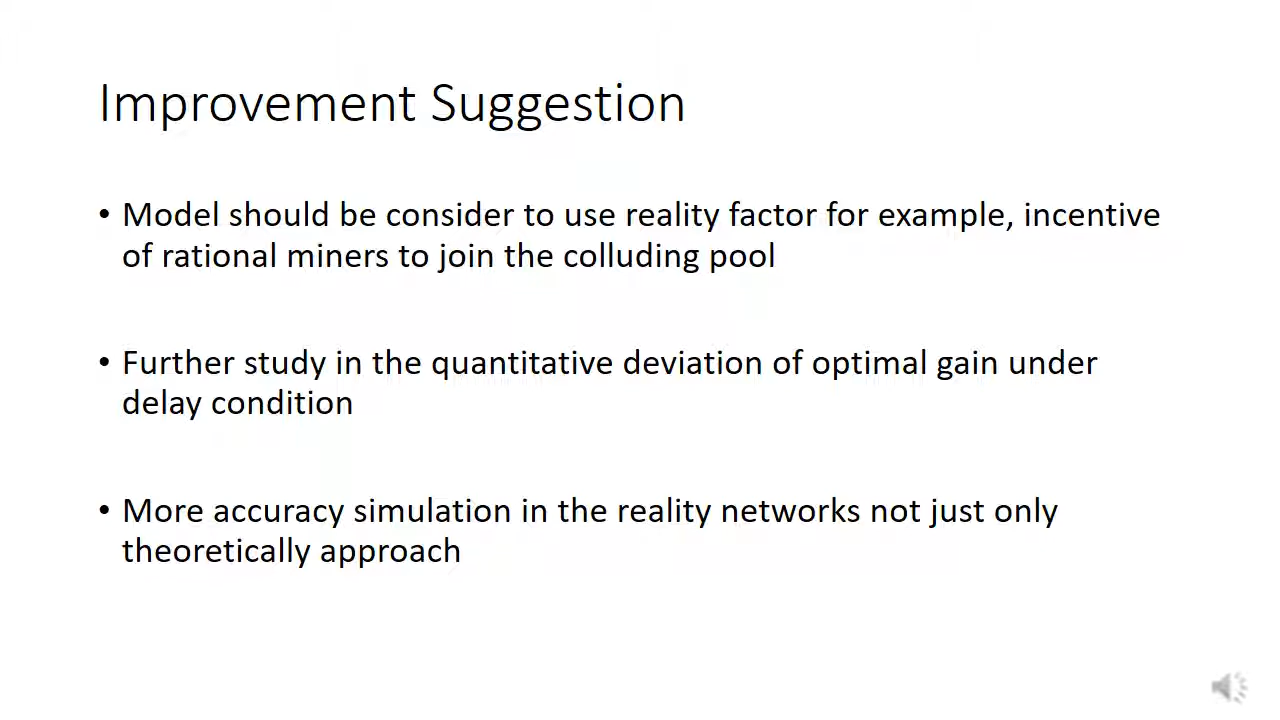 Improvement Suggestion
• Model should be consider to use reality factor for example, incentive
of rational miners to join the colluding pool
• Further study in the quantitative deviation of optimal gain under
delay condition
• More accuracy simulation in the reality networks not just only
theoretically approach